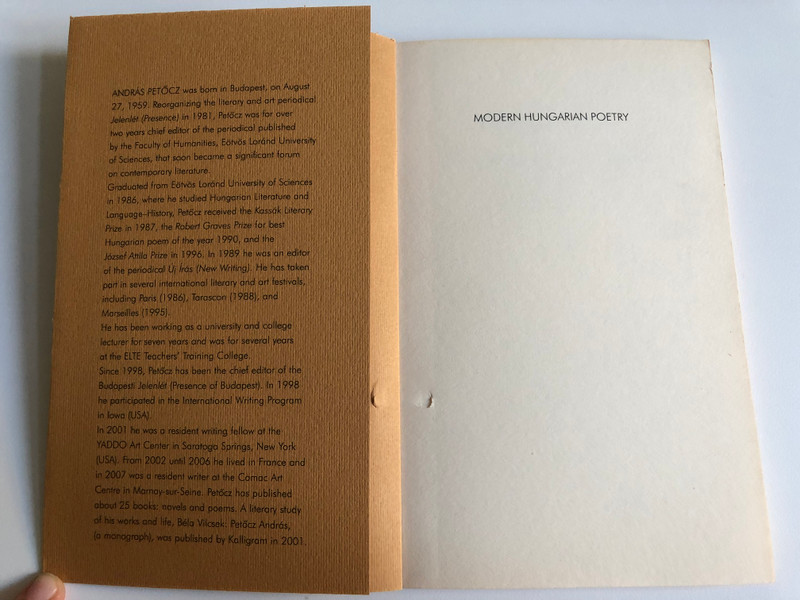 ANDRÁS PETŐCZ was born in Budapest, on August
27, 1959. Reorganizing the literary and art periodical
Jelenlét (Presence) in 1981, Petőcz was for over
two years chief editor of the periodical published
by the Faculty of Humanities, Eötvös Loránd University
of Sciences, that soon became a significant forum
on contemporary literature.
Graduated from Eötvös Loránd University of Sciences
in 1986, where he studied Hungarian Literature and
Language–History, Petőcz received the Kassák Literary
Prize in 1987, the Robert Graves Prize for best
Hungarian poem of the year 1990, and the
József Attila Prize in 1996. In 1989 he was an editor
of the periodical Új Írás (New Writing). He has taken
part in several international literary and art festivals,
including Paris (1986), Tarascon (1988), and
Marseilles (1995).
He has been working as a university and college
lecturer for seven years and was for several years
at the ELTE Teachers' Training College.
Since 1998, Petőcz has been the chief editor of the
Budapesti Jelenlét (Presence of Budapest). In 1998
he participated in the International Writing Program
in Iowa (USA).
In 2001 he was a resident writing fellow at the
YADDO Art Center in Saratoga Springs, New York
(USA). From 2002 until 2006 he lived in France and
in 2007 was a resident writer at the Camac Art
Centre in Marnay-sur-Seine. Petőcz has published
about 25 books: novels and poems. A literary study
of his works and life, Béla Vilcsek: Petőcz András,
(a monograph), was published by Kalligram in 2001.
MODERN HUNGARIAN POETRY